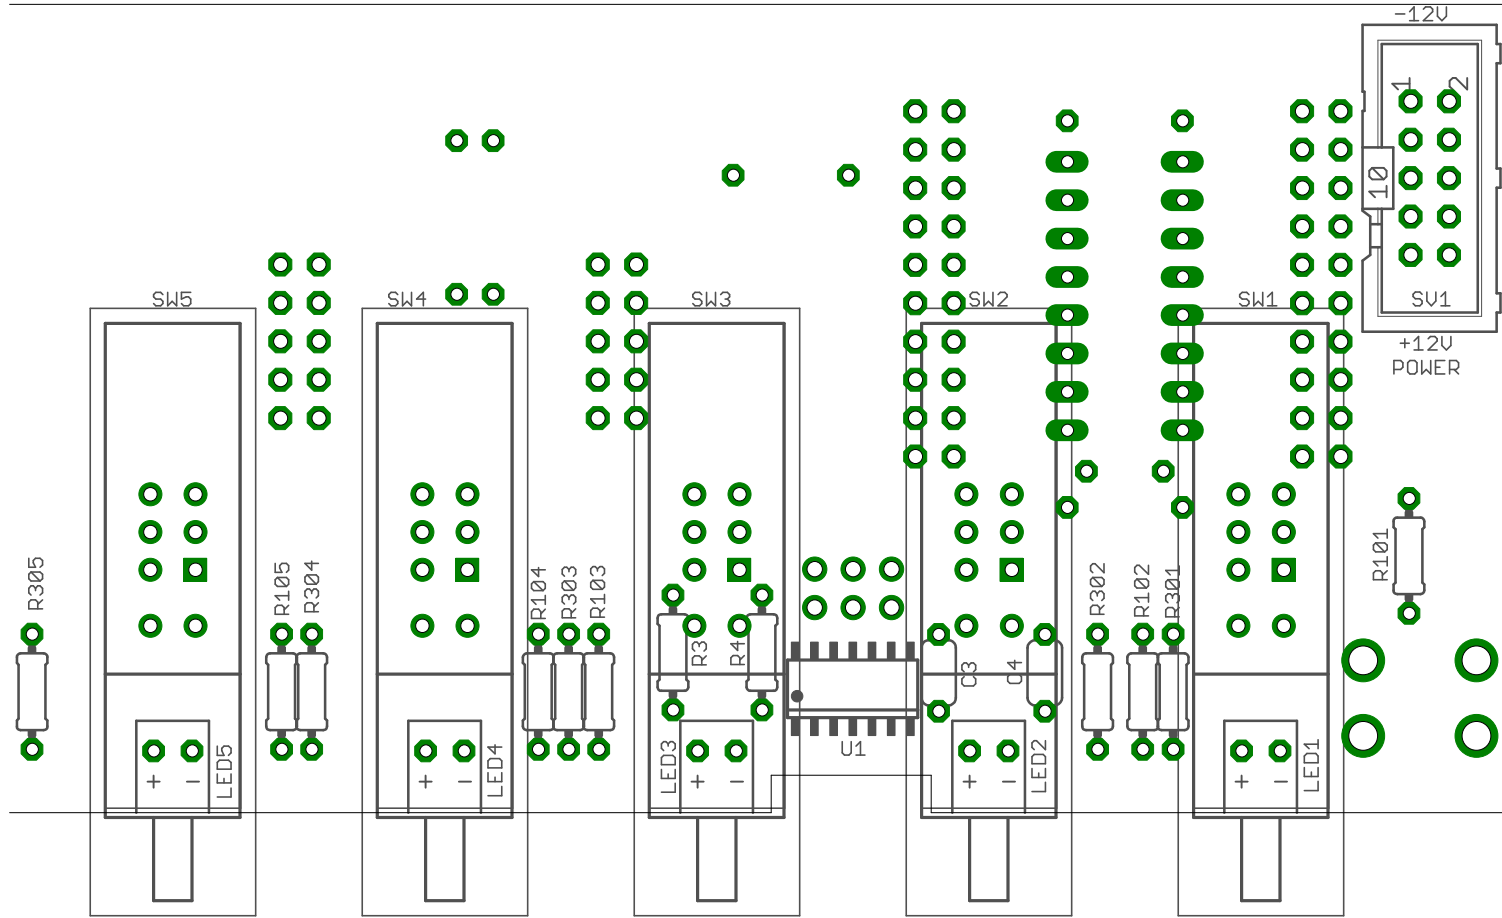 -12V
1 2
10
SW5
SW4
SW3
SW2
SW1
SV1
+12V
POWER
R305
R105
R304
R104
R303
R103
R3
R4
C3
C4
R302
R102
R301
R101
U1
LED5
LED4
LED3
LED2
LED1
+ -
+ -
+ -
+ -
+ -